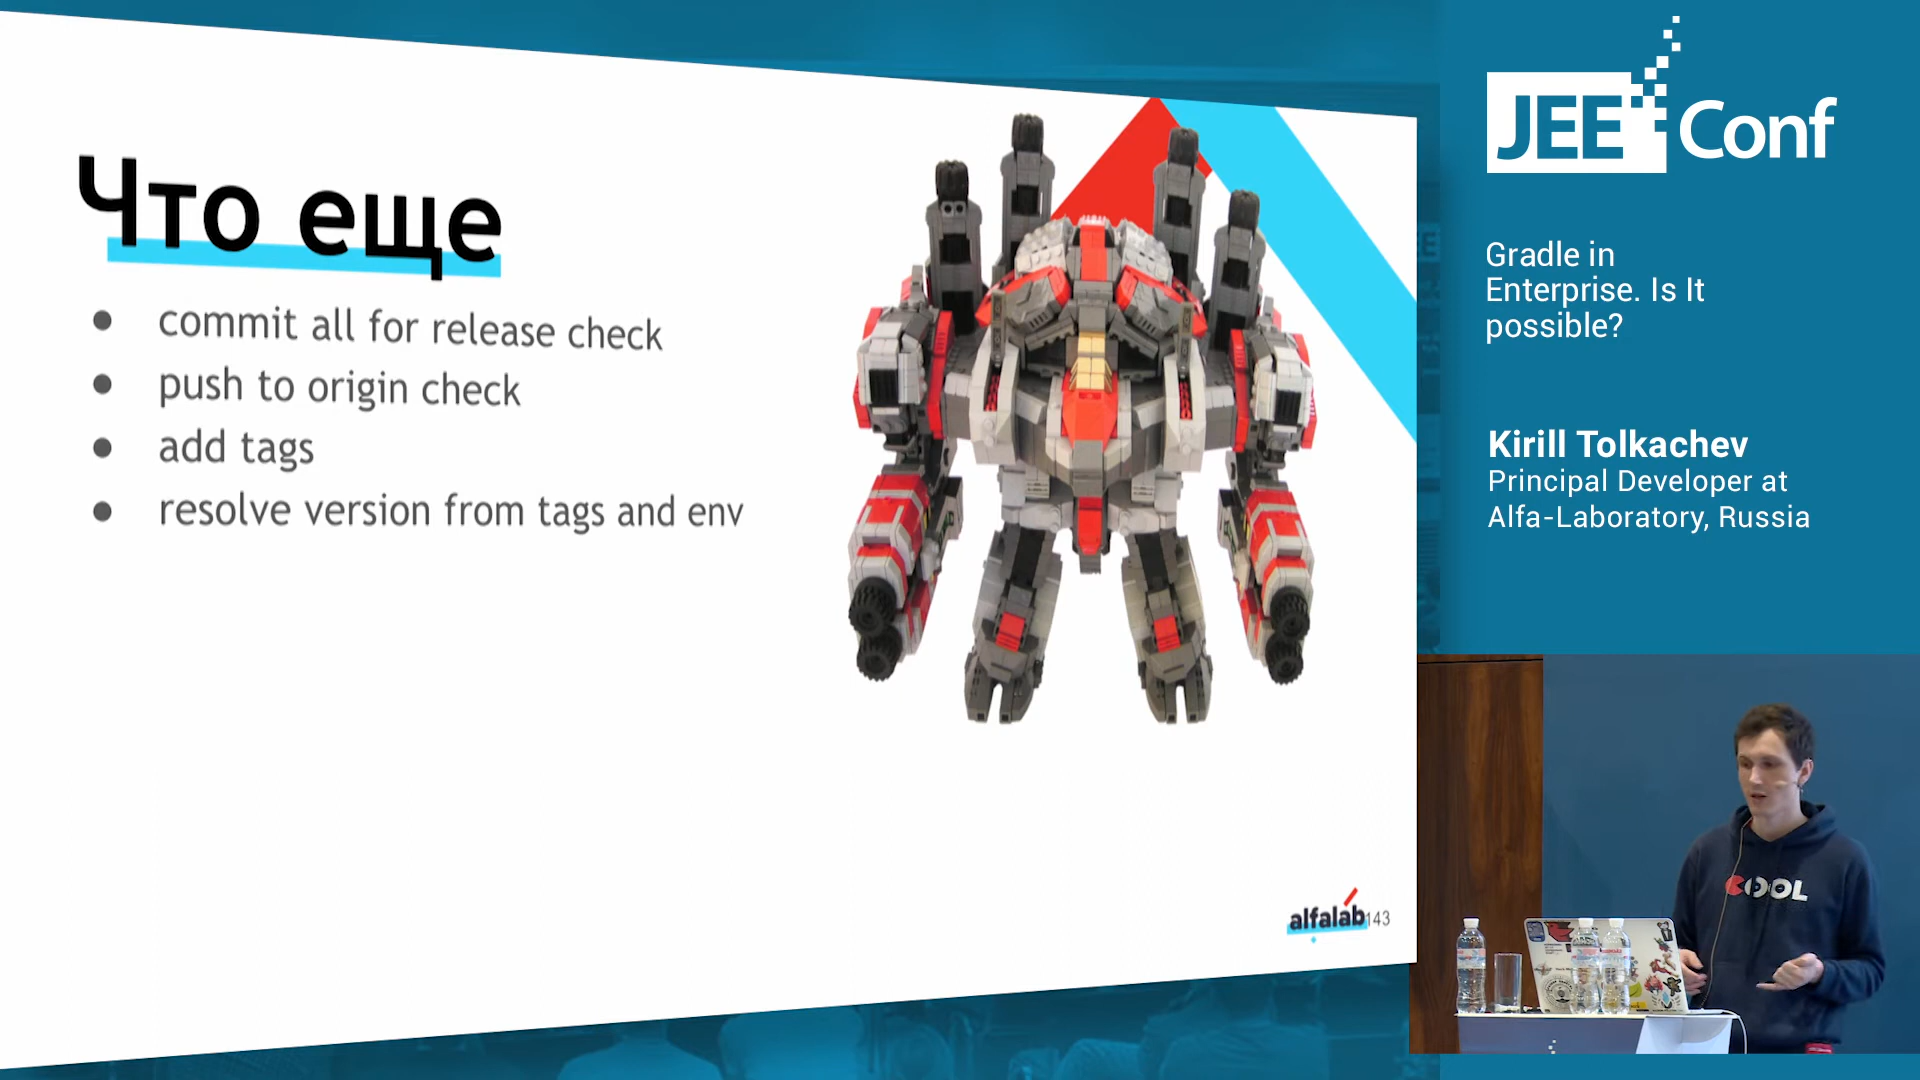 Что еще
commit all for release check
push to origin check
add tags
resolve version from tags and env
alfalab 143
JEE Conf
Gradle in
Enterprise. Is It
possible?
Kirill Tolkachev
Principal Developer at
Alfa-Laboratory, Russia
COOL